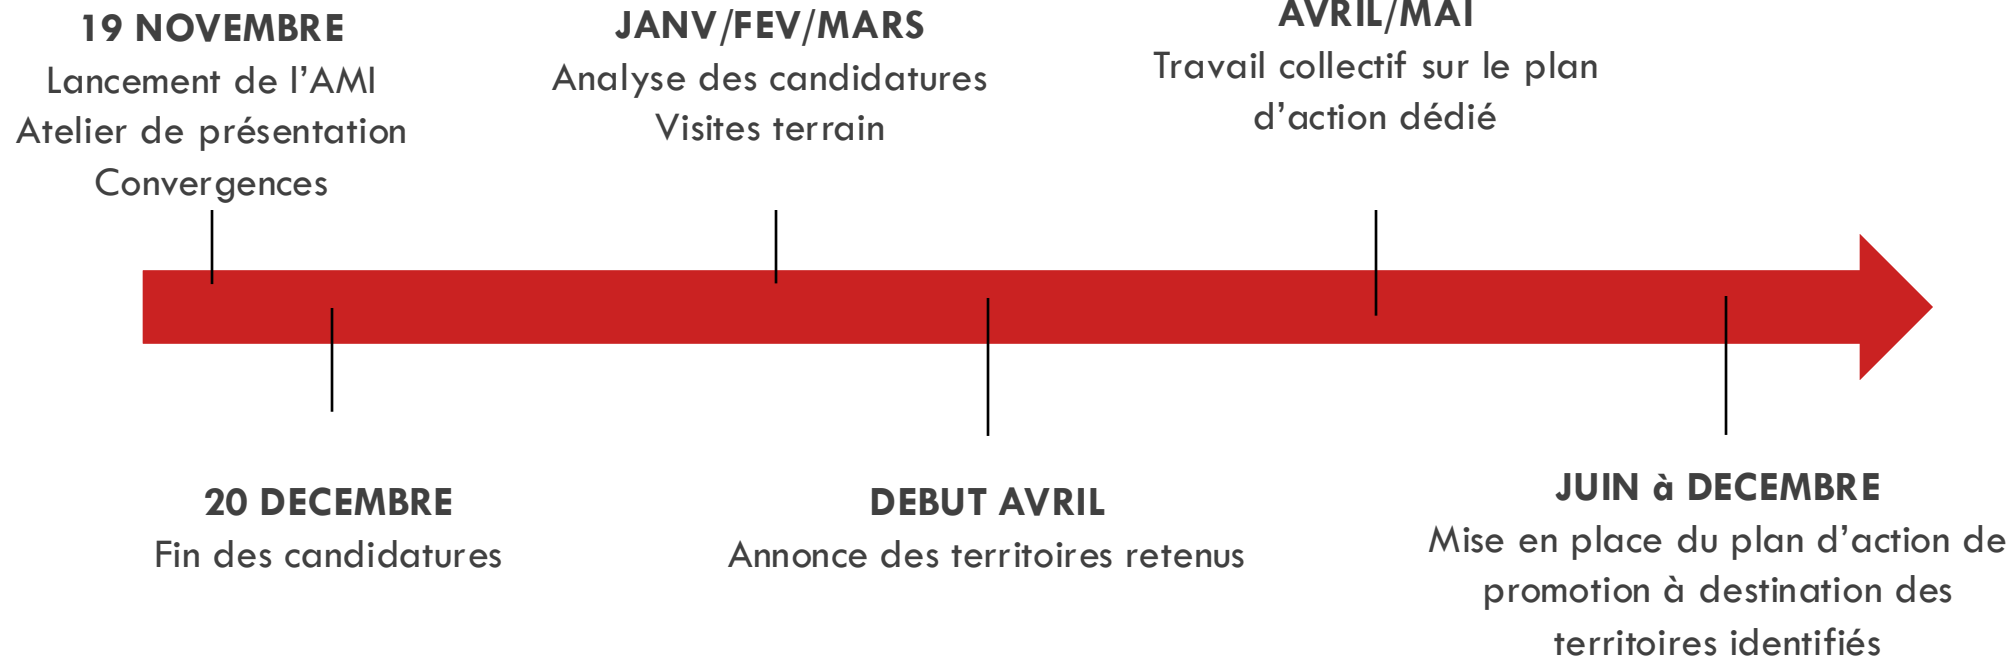 19 NOVEMBRE
Lancement de l’AMI
Atelier de présentation
Convergences
JANV/FEV/MARS
Analyse des candidatures
Visites terrain
AVRIL/MAI
Travail collectif sur le plan
d’action dédié
20 DECEMBRE
Fin des candidatures
DEBUT AVRIL
Annonce des territoires retenus
JUIN à DECEMBRE
Mise en place du plan d’action de
promotion à destination des
territoires identifiés